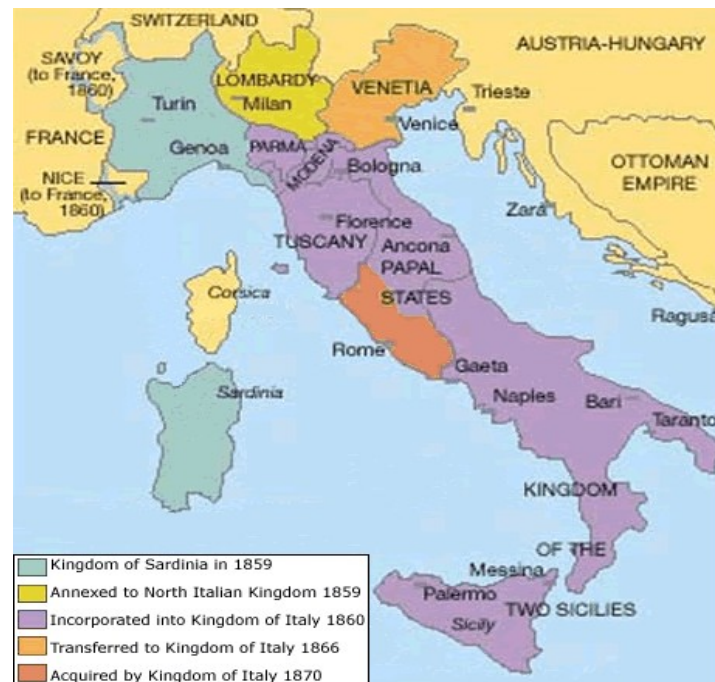 SWITZERLAND
SAVOY
(to France,
1860)
AUSTRIA-HUNGARY
LOMBARDY
Milan
VENETIA
Trieste
Turin
Venice
FRANCE
Genoa
PARMA
MODENA
Bologna
NICE
(to France,
1860)
OTTOMAN
EMPIRE
Zara
Florence
TUSCANY
Ancona
PAPAL
STATES
Corsica
Ragusa
Rome
Gaeta
Sardinia
Naples
Bari
Taranto
KINGDOM
OF THE
TWO SICILIES
Messina
Palermo
Sicily
Kingdom of Sardinia in 1859
Annexed to North Italian Kingdom 1859
Incorporated into Kingdom of Italy 1860
Transferred to Kingdom of Italy 1866
Acquired by Kingdom of Italy 1870